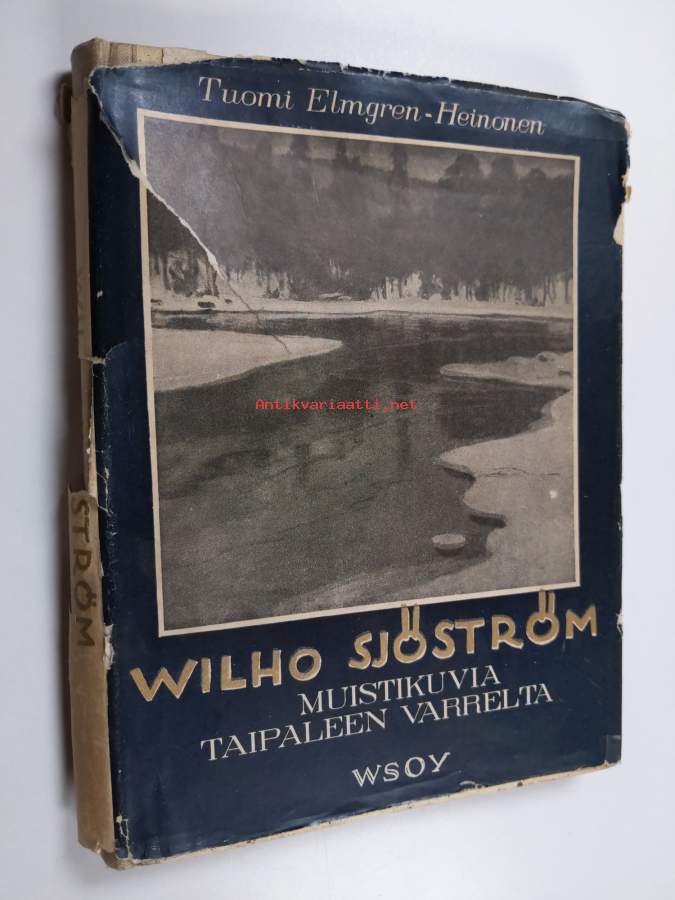 Tuomi Elmgren-Heinonen
Antikvariaatti.net
WILHO SJÖSTRÖM
MUISTIKUVIA
TAIPALEEN VARRELTA
WSOY
STRÖM